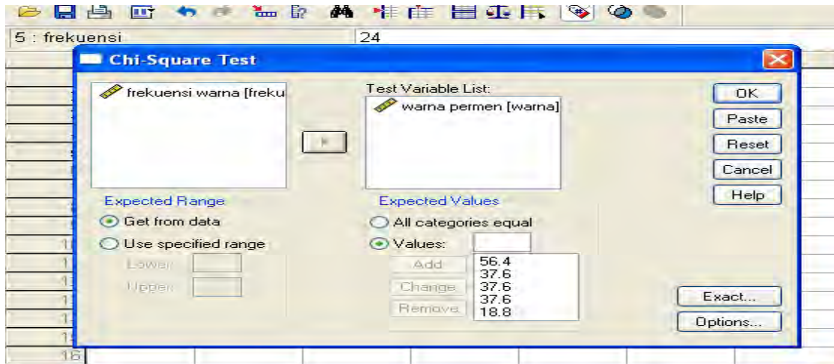 5 : frekuensi 24
Chi-Square Test
frekuensi warna [freku
Test Variable List:
warna permen [warna]
OK
Paste
Reset
Cancel
Help
Expected Range
Get from data
Use specified range
Lower:
Upper:
Expected Values
All categories equal
Values:
Add
Change
Remove
56.4
37.6
37.6
37.6
18.8
Exact...
Options...
16